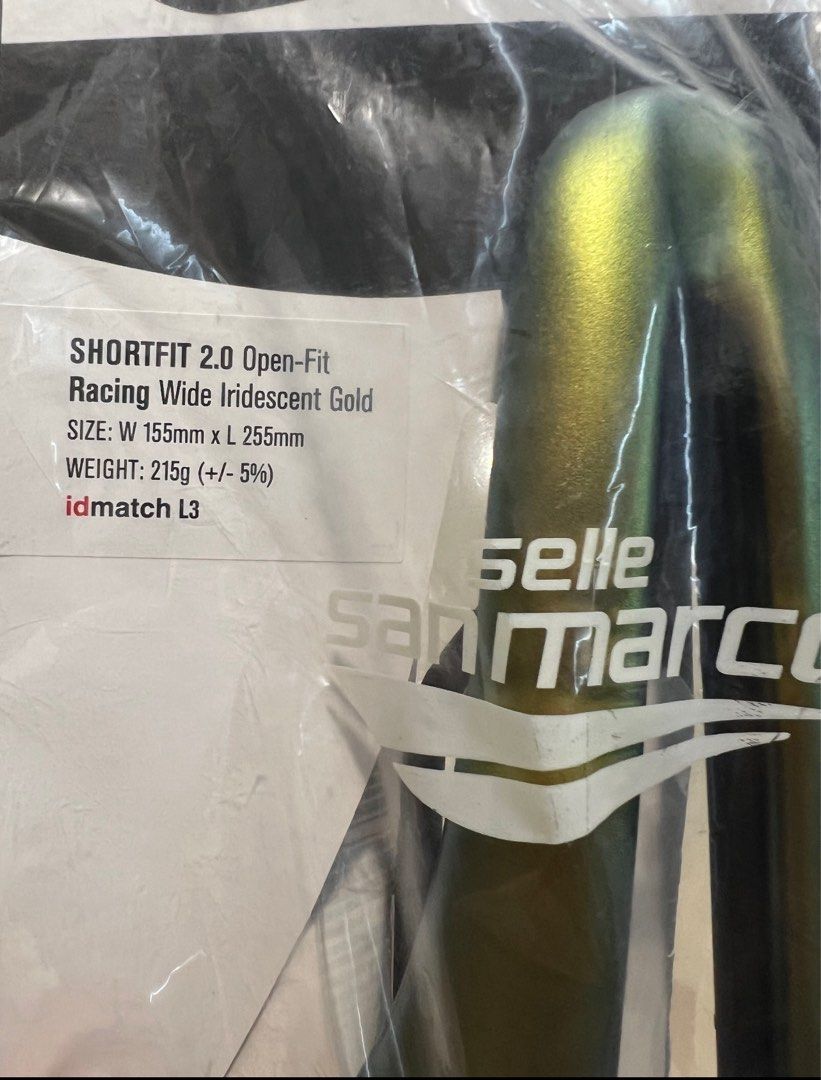 SHORTFIT 2.0 Open-Fit
Racing Wide Iridescent Gold
SIZE: W 155mm x L 255mm
WEIGHT: 215g (+/- 5%)
idmatch L3
selle
san marco